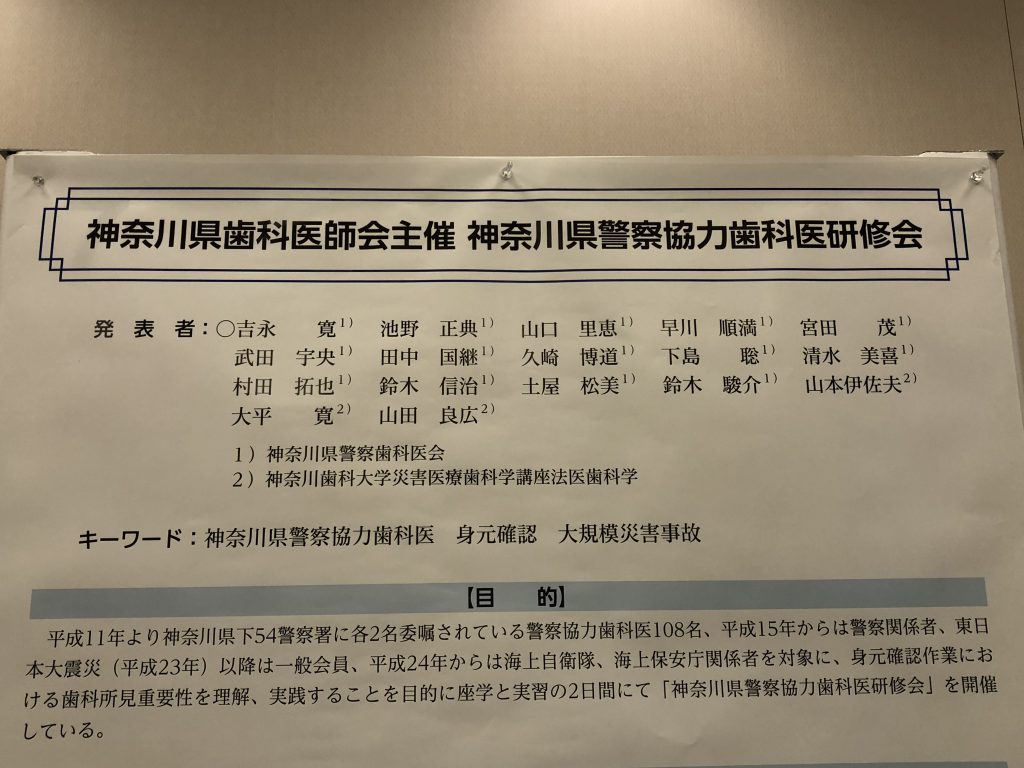 神奈川県歯科医師会主催 神奈川県警察協力歯科医研修会
発 表 者：○吉永　寛1) 池野 正典1) 山口 里恵1) 早川 順満1) 宮田　茂1)
武田 宇央1) 田中 国継1) 久崎 博道1) 下島　聡1) 清水 美喜1)
村田 拓也1) 鈴木 信治1) 土屋 松美1) 鈴木 駿介1) 山本伊佐夫2)
大平　寛2) 山田 良広2)
1）神奈川県警察歯科医会
2）神奈川歯科大学災害医療歯科学講座法医歯科学
キーワード：神奈川県警察協力歯科医　身元確認　大規模災害事故
【目　的】
平成11年より神奈川県下54警察署に各2名委嘱されている警察協力歯科医108名、平成15年からは警察関係者、東日
本大震災（平成23年）以降は一般会員、平成24年からは海上自衛隊、海上保安庁関係者を対象に、身元確認作業にお
ける歯科所見重要性を理解、実践することを目的に座学と実習の2日間にて「神奈川県警察協力歯科医研修会」を開催
している。